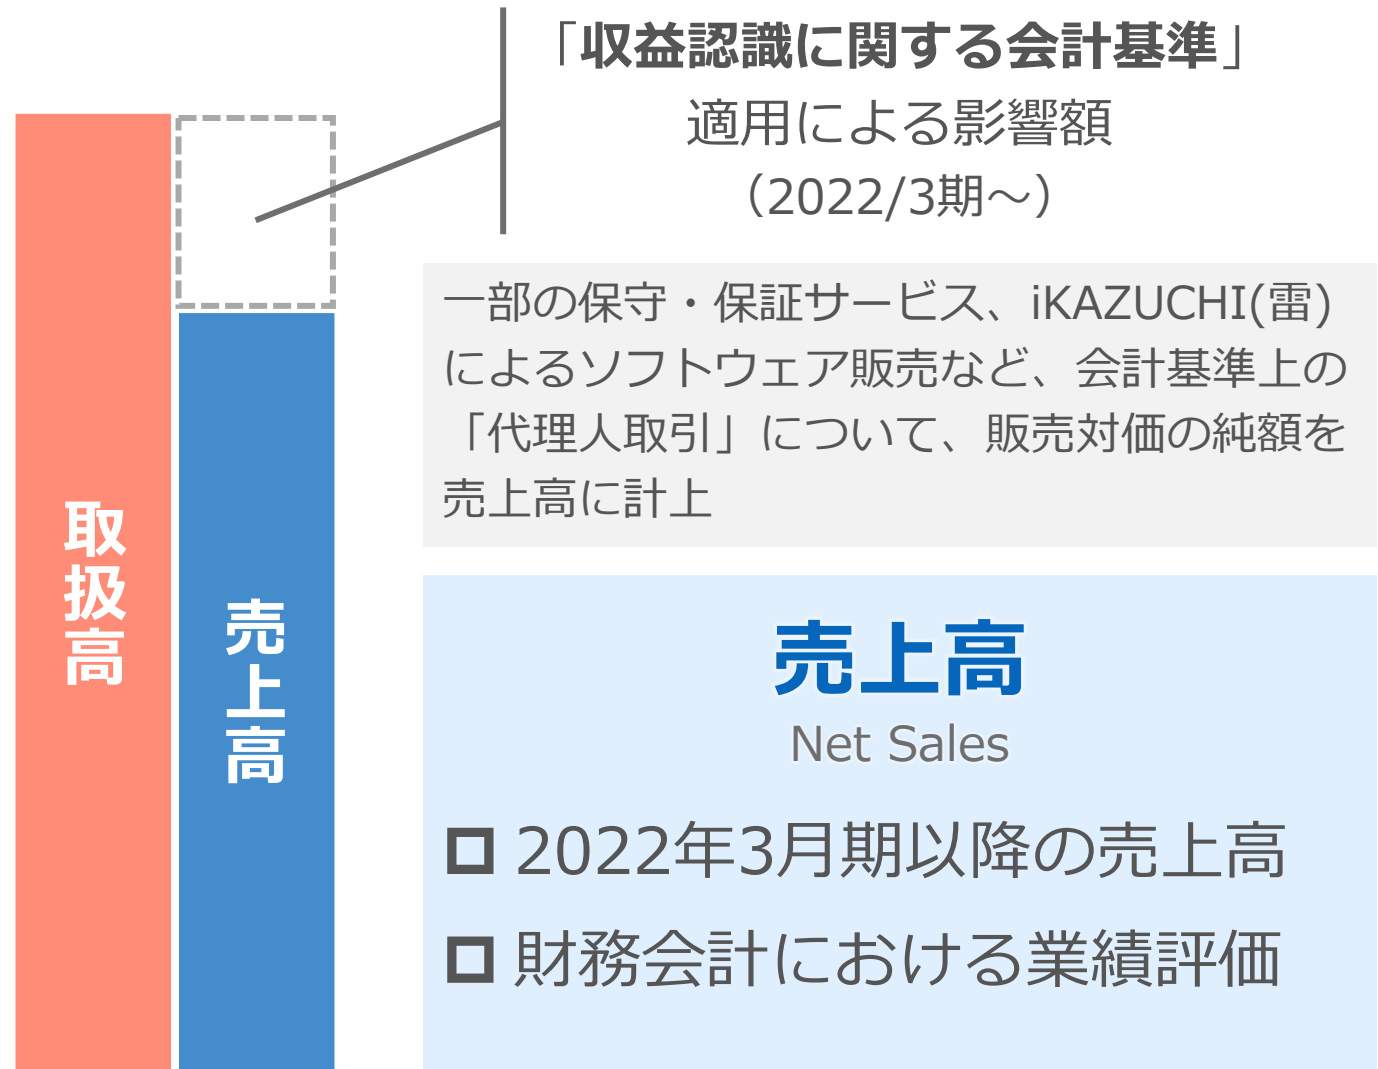 「収益認識に関する会計基準」
適用による影響額
（2022/3期～）
一部の保守・保証サービス、iKAZUCHI(雷)
によるソフトウェア販売など、会計基準上の
「代理人取引」について、販売対価の純額を
売上高に計上
取扱高
売上高
売上高
Net Sales
2022年3月期以降の売上高
財務会計における業績評価